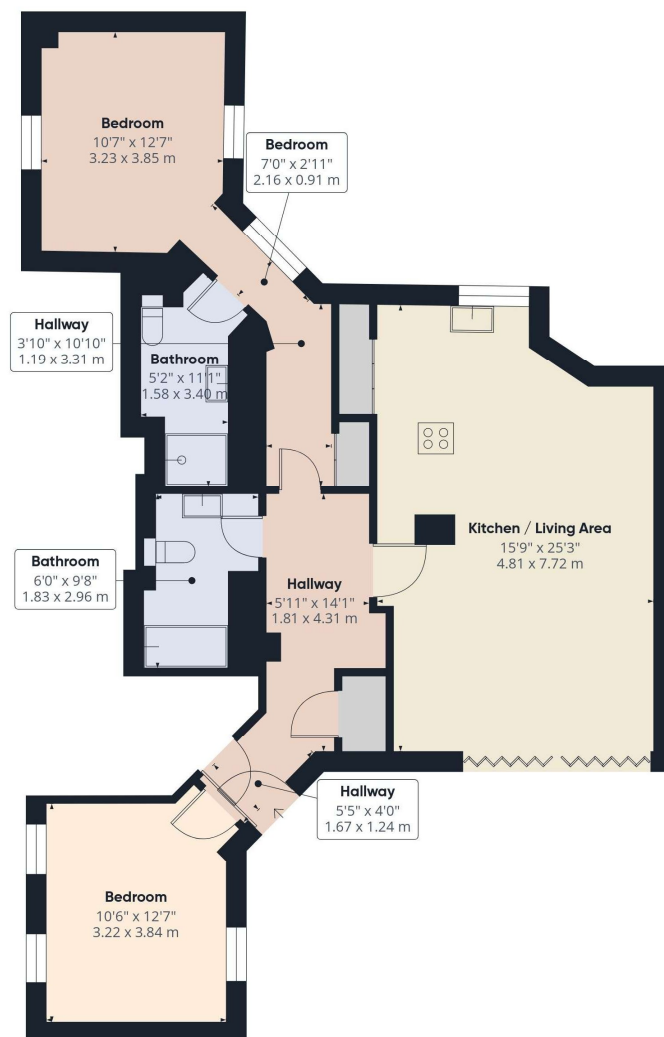 Bedroom
10'7" x 12'7"
3.23 x 3.85 m
Bedroom
7'0" x 2'11"
2.16 x 0.91 m
Hallway
3'10" x 10'10"
1.19 x 3.31 m
Bathroom
5'2" x 11'1"
1.58 x 3.40 m
Kitchen / Living Area
15'9" x 25'3"
4.81 x 7.72 m
Bathroom
6'0" x 9'8"
1.83 x 2.96 m
Hallway
5'11" x 14'1"
1.81 x 4.31 m
Hallway
5'5" x 4'0"
1.67 x 1.24 m
Bedroom
10'6" x 12'7"
3.22 x 3.84 m